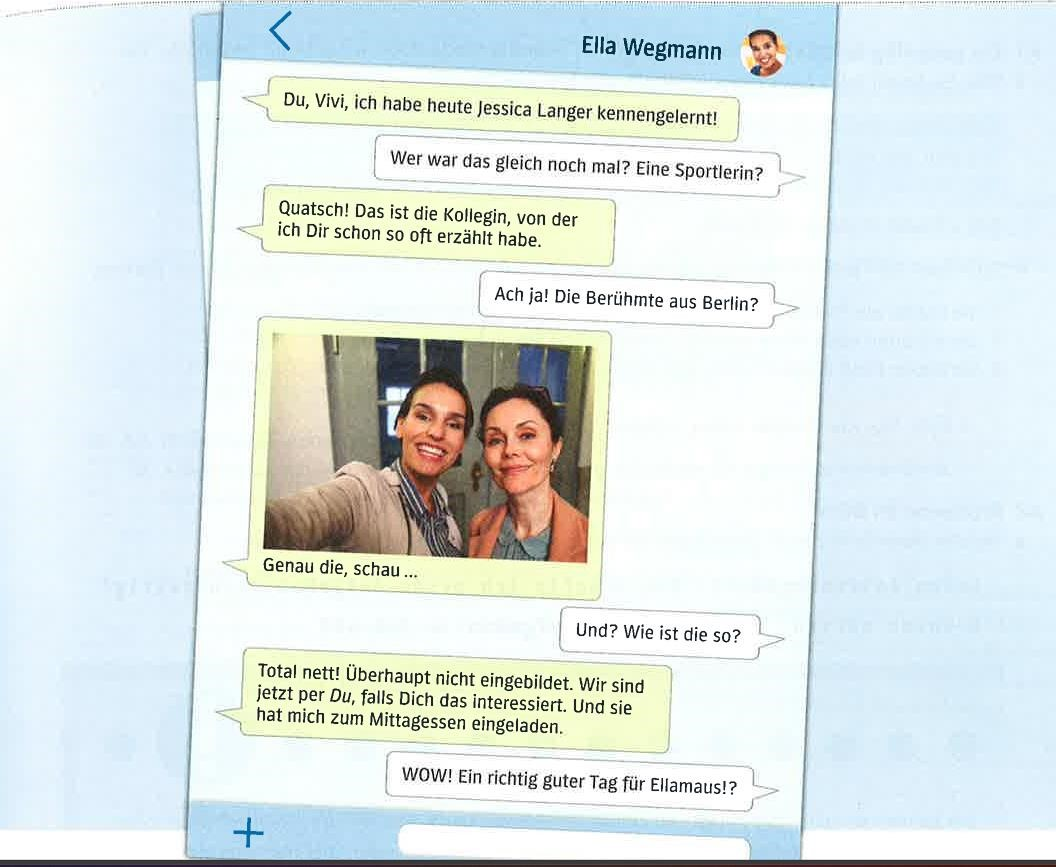 Ella Wegmann
Du, Vivi, ich habe heute Jessica Langer kennengelernt!
Wer war das gleich noch mal? Eine Sportlerin?
Quatsch! Das ist die Kollegin, von der
ich Dir schon so oft erzählt habe.
Ach ja! Die Berühmte aus Berlin?
Genau die, schau ...
Und? Wie ist die so?
Total nett! Überhaupt nicht eingebildet. Wir sind
jetzt per Du, falls Dich das interessiert. Und sie
hat mich zum Mittagessen eingeladen.
WOW! Ein richtig guter Tag für Ellamaus!?